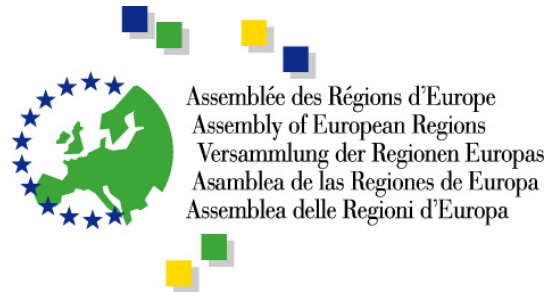 Assemblée des Régions d'Europe
Assembly of European Regions
Versammlung der Regionen Europas
Asamblea de las Regiones de Europa
Assemblea delle Regioni d'Europa